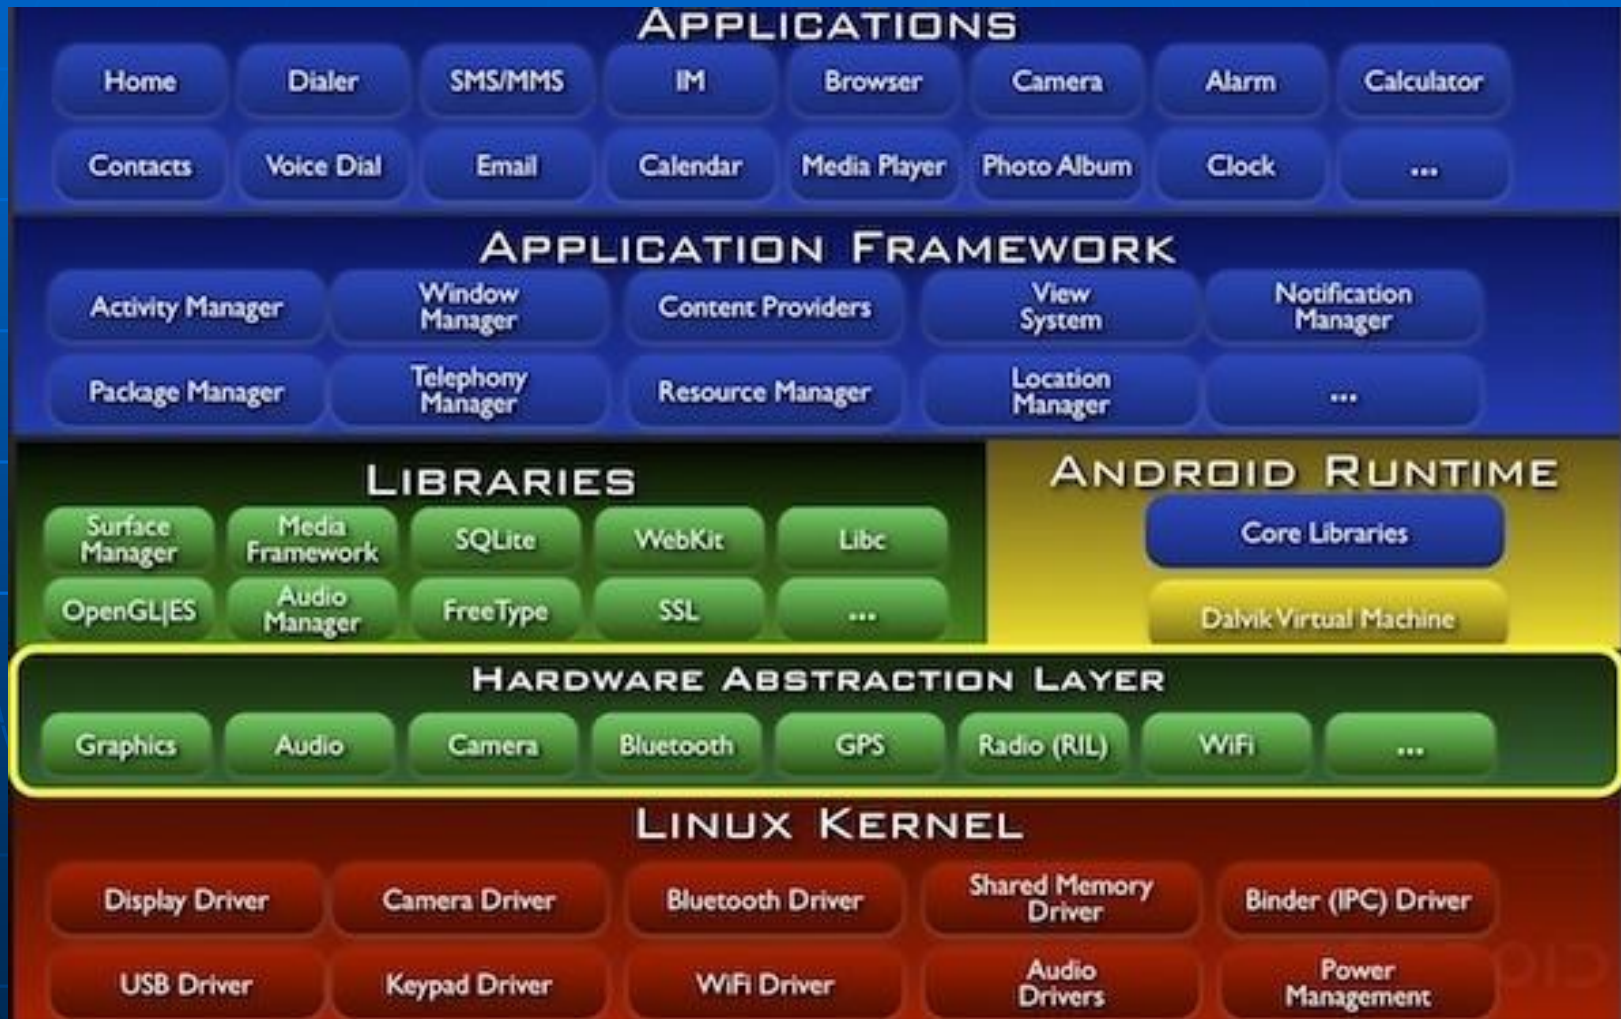 APPLICATIONS
Home Dialer SMS/MMS IM Browser Camera Alarm Calculator
Contacts Voice Dial Email Calendar Media Player Photo Album Clock ...
APPLICATION FRAMEWORK
Activity Manager
Window
Manager
Content Providers
View
System
Notification
Manager
Package Manager
Telephony
Manager
Resource Manager
Location
Manager
...
LIBRARIES
Surface
Manager
Media
Framework
SQLite
WebKit
Libc
OpenGL|ES
Audio
Manager
FreeType
SSL
...
ANDROID RUNTIME
Core Libraries
Dalvik Virtual Machine
HARDWARE ABSTRACTION LAYER
Graphics Audio Camera Bluetooth GPS Radio (RIL) WiFi ...
LINUX KERNEL
Display Driver
Camera Driver
Bluetooth Driver
Shared Memory
Driver
Binder (IPC) Driver
USB Driver
Keypad Driver
WiFi Driver
Audio
Drivers
Power
Management